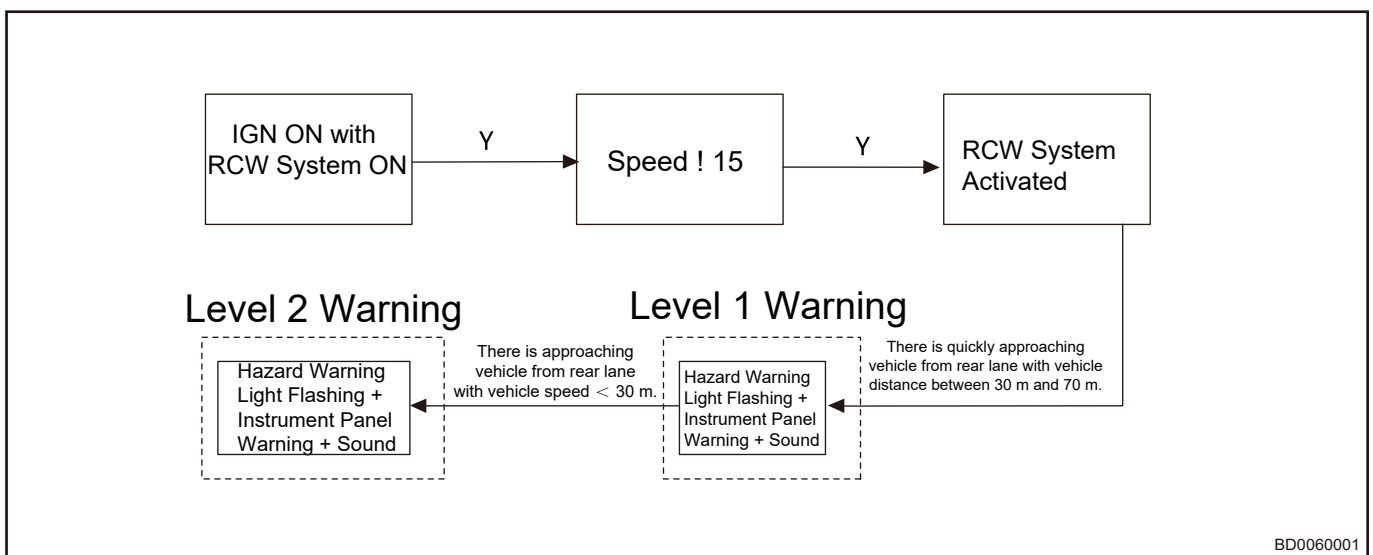 IGN ON with
RCW System ON
Y
Speed ! 15
Y
RCW System
Activated
There is quickly approaching
vehicle from rear lane with vehicle
distance between 30 m and 70 m.
Level 1 Warning
Hazard Warning
Light Flashing +
Instrument Panel
Warning + Sound
There is approaching
vehicle from rear lane
with vehicle speed < 30 m.
Level 2 Warning
Hazard Warning
Light Flashing +
Instrument Panel
Warning + Sound
BD0060001